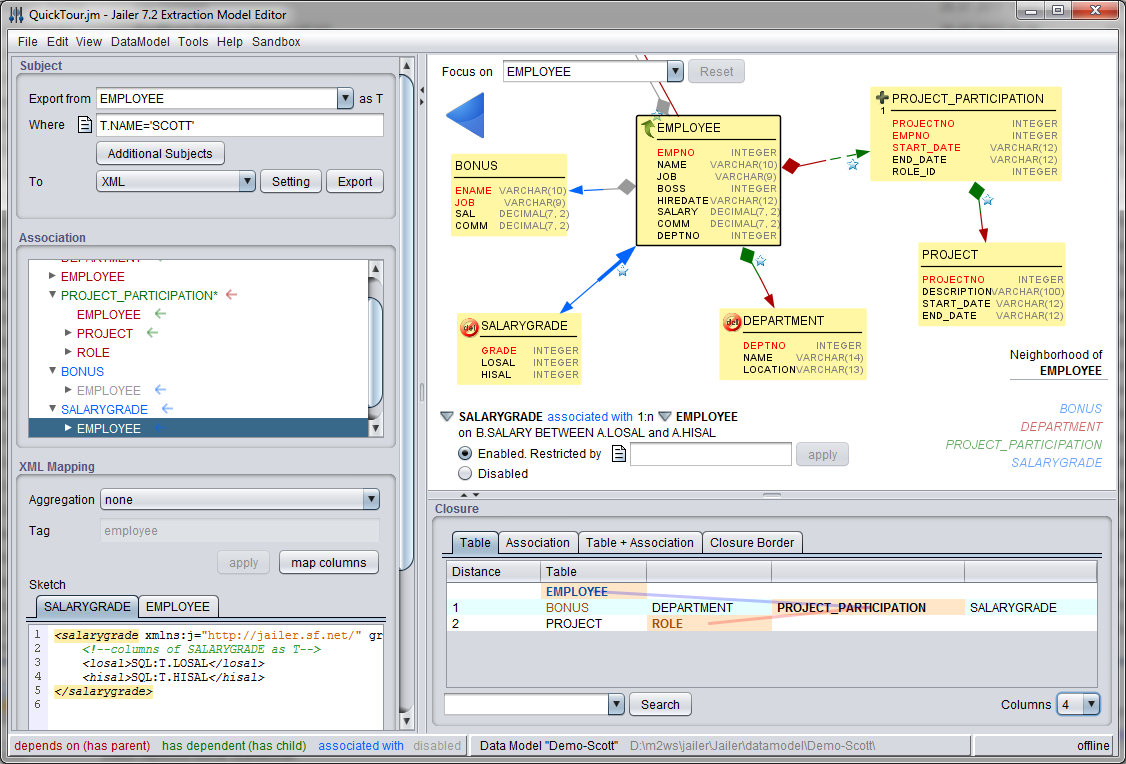 QuickTour.jm - Jailer 7.2 Extraction Model Editor
File Edit View DataModel Tools Help Sandbox
Subject
Export from EMPLOYEE as T
Where T.NAME='SCOTT'
Additional Subjects
To XML Setting Export
Association
EMPLOYEE
PROJECT_PARTICIPATION*
EMPLOYEE
PROJECT
ROLE
BONUS
EMPLOYEE
SALARYGRADE
EMPLOYEE
XML Mapping
Aggregation none
Tag employee
apply map columns
Sketch
SALARYGRADE EMPLOYEE
1 <salarygrade xmlns:j="http://jailer.sf.net/" gr
2 <!--columns of SALARYGRADE as T-->
3 <losal>SQL:T.LOSAL</losal>
4 <hisal>SQL:T.HISAL</hisal>
5 </salarygrade>
6
Focus on EMPLOYEE Reset
EMPLOYEE
EMPNO INTEGER
NAME VARCHAR(10)
JOB VARCHAR(9)
BOSS INTEGER
HIREDATE VARCHAR(12)
SALARY DECIMAL(7, 2)
COMM DECIMAL(7, 2)
DEPTNO INTEGER
PROJECT_PARTICIPATION
1
PROJECTNO INTEGER
EMPNO INTEGER
START_DATE VARCHAR(12)
END_DATE VARCHAR(12)
ROLE_ID INTEGER
BONUS
ENAME VARCHAR(10)
JOB VARCHAR(9)
SAL DECIMAL(7, 2)
COMM DECIMAL(7, 2)
PROJECT
PROJECTNO INTEGER
DESCRIPTION VARCHAR(100)
START_DATE VARCHAR(12)
END_DATE VARCHAR(12)
def SALARYGRADE
GRADE INTEGER
LOSAL INTEGER
HISAL INTEGER
def DEPARTMENT
DEPTNO INTEGER
NAME VARCHAR(14)
LOCATION VARCHAR(13)
Neighborhood of
EMPLOYEE
BONUS
DEPARTMENT
PROJECT_PARTICIPATION
SALARYGRADE
SALARYGRADE associated with 1:n EMPLOYEE
on B.SALARY BETWEEN A.LOSAL and A.HISAL
Enabled. Restricted by apply
Disabled
Closure
Table Association Table + Association Closure Border
Distance Table
EMPLOYEE
1 BONUS DEPARTMENT PROJECT_PARTICIPATION SALARYGRADE
2 PROJECT ROLE
Search Columns 4
depends on (has parent) has dependent (has child) associated with disabled Data Model "Demo-Scott" D:\m2ws\jailer\Jailer\datamodel\Demo-Scott\ offline